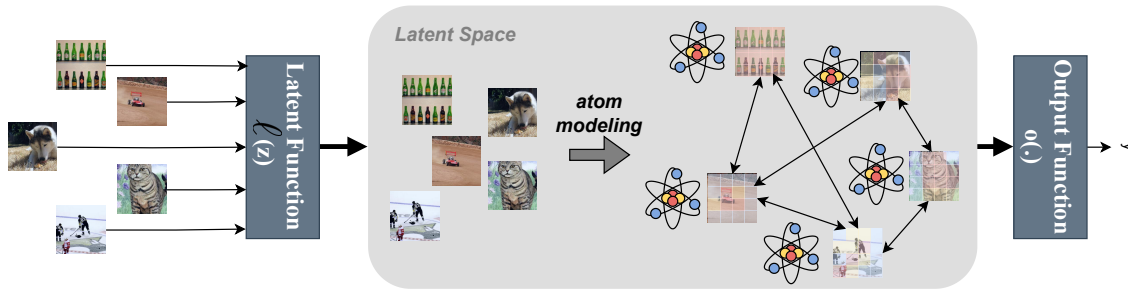 Latent Function
ℓ (z)
Latent Space
atom
modeling
Output Function
o(.)